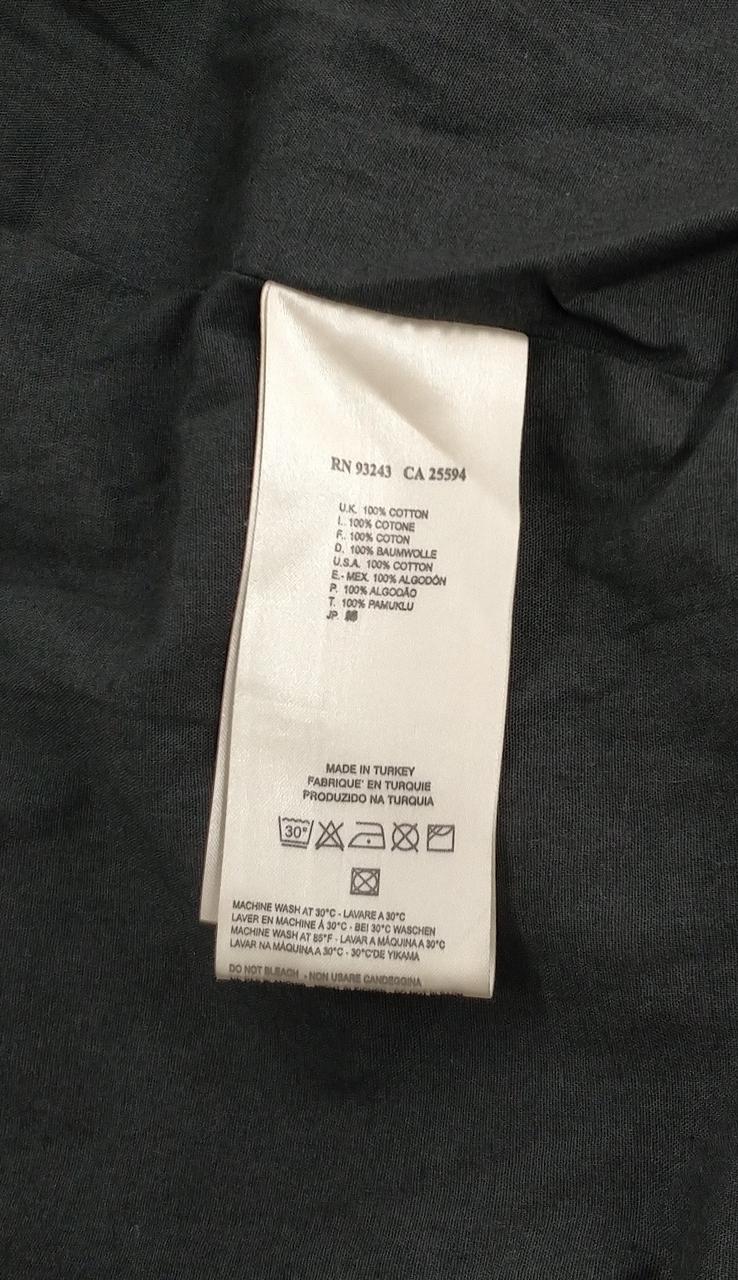 RN 93243 CA 25594
U.K. 100% COTTON
I.. 100% COTONE
F.. 100% COTON
D. 100% BAUMWOLLE
U.S.A. 100% COTTON
E.- MEX. 100% ALGODÓN
P. 100% ALGODÃO
T. 100% PAMUKLU
JP.
MADE IN TURKEY
FABRIQUE' EN TURQUIE
PRODUZIDO NA TURQUIA
30°
MACHINE WASH AT 30°C - LAVARE A 30°C
LAVER EN MACHINE À 30°C - BEI 30°C WASCHEN
MACHINE WASH AT 85°F - LAVAR A MÁQUINA A 30°C
LAVAR NA MÁQUINA A 30°C - 30°C'DE YIKAMA
DO NOT BLEACH - NON USARE CANDEGGINA